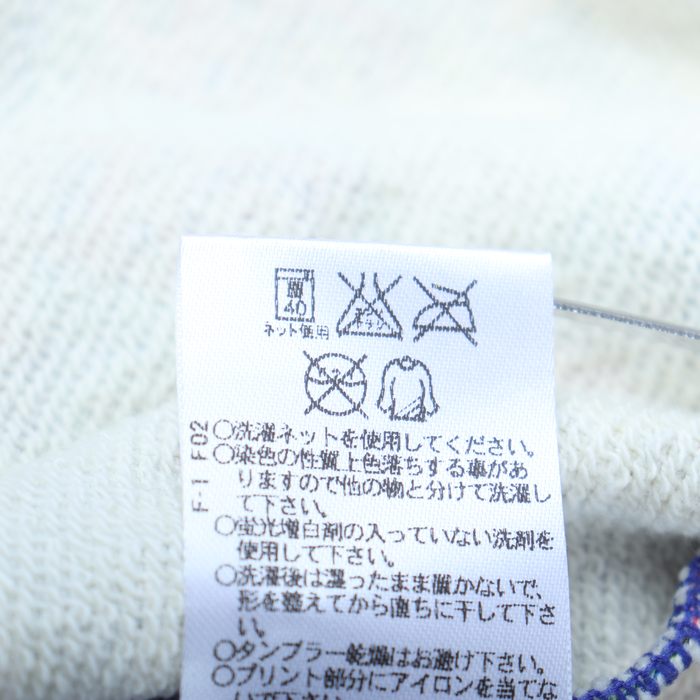 40
ネット使用
○洗濯ネットを使用してください。
○染色の性質上色落ちする事があ
りますので他の物と分けて洗濯し
て下さい。
○蛍光増白剤の入っていない洗剤を
使用して下さい。
○洗濯後は湿ったまま置かないで、
形を整えてから直ちに干して下さ
い。
○タンブラー乾燥はお避け下さい。
○プリント部分にアイロンを当てな
いで下さい。
F-1 F02